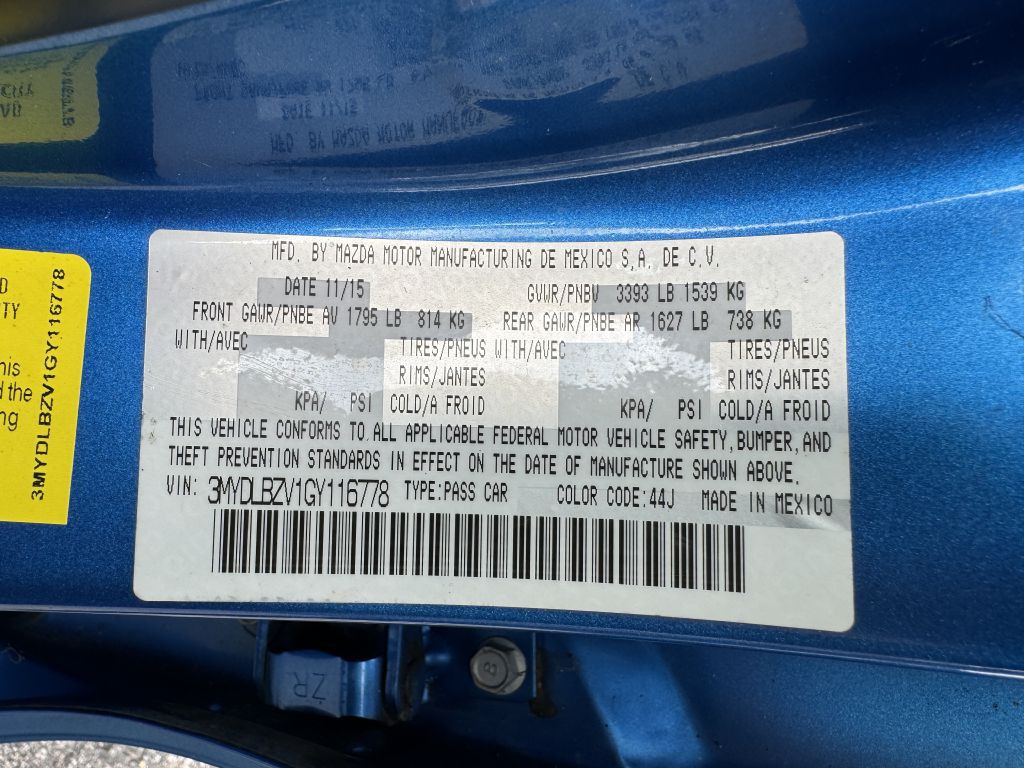 MFD. BY MAZDA MOTOR MANUFACTURING DE MEXICO S.A. DE C.V.
DATE 11/15 GVWR/PNBV 3393 LB 1539 KG
FRONT GAWR/PNBE AV 1795 LB 814 KG REAR GAWR/PNBE AR 1627 LB 738 KG
WITH/AVEC TIRES/PNEUS WITH/AVEC TIRES/PNEUS
RIMS/JANTES RIMS/JANTES
KPA/ PSI COLD/A FROID KPA/ PSI COLD/A FROID
THIS VEHICLE CONFORMS TO ALL APPLICABLE FEDERAL MOTOR VEHICLE SAFETY, BUMPER, AND
THEFT PREVENTION STANDARDS IN EFFECT ON THE DATE OF MANUFACTURE SHOWN ABOVE.
VIN: 3MYDLBZV1GY116778 TYPE:PASS CAR COLOR CODE:44J MADE IN MEXICO
3MYDLBZV1GY116778
the
ZR
8